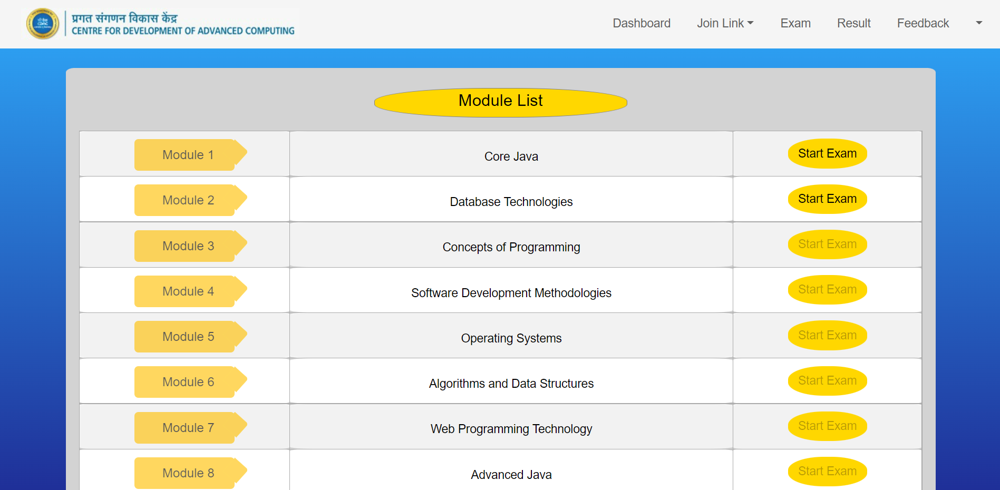 प्रगत संगणन विकास केंद्र
CENTRE FOR DEVELOPMENT OF ADVANCED COMPUTING
Dashboard Join Link Exam Result Feedback
Module List
Module 1 Core Java Start Exam
Module 2 Database Technologies Start Exam
Module 3 Concepts of Programming Start Exam
Module 4 Software Development Methodologies Start Exam
Module 5 Operating Systems Start Exam
Module 6 Algorithms and Data Structures Start Exam
Module 7 Web Programming Technology Start Exam
Module 8 Advanced Java Start Exam